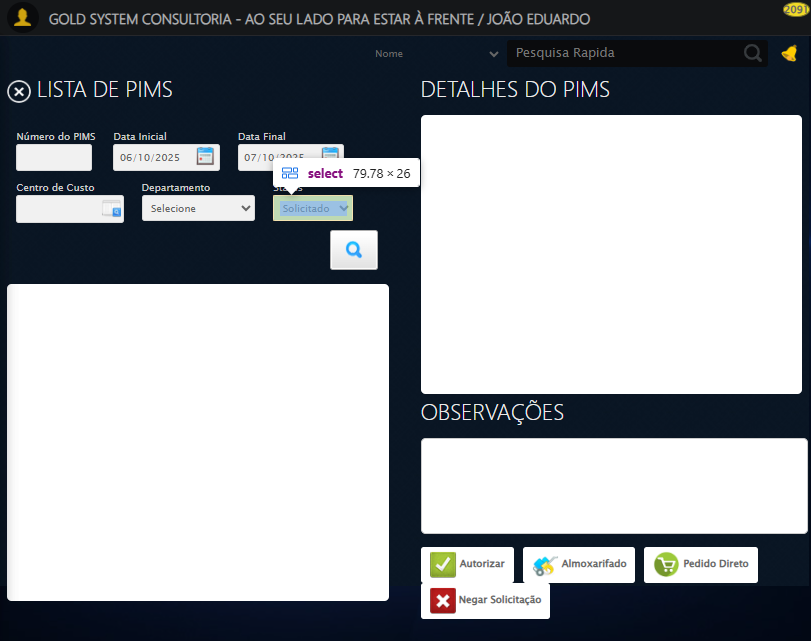 GOLD SYSTEM CONSULTORIA - AO SEU LADO PARA ESTAR À FRENTE / JOÃO EDUARDO
2091
Nome
Pesquisa Rapida
LISTA DE PIMS
DETALHES DO PIMS
Número do PIMS
Data Inicial
Data Final
06/10/2025
07/10/2025
select 79.78 × 26
Centro de Custo
Departamento
Selecione
Solicitado
OBSERVAÇÕES
Autorizar
Almoxarifado
Pedido Direto
Negar Solicitação